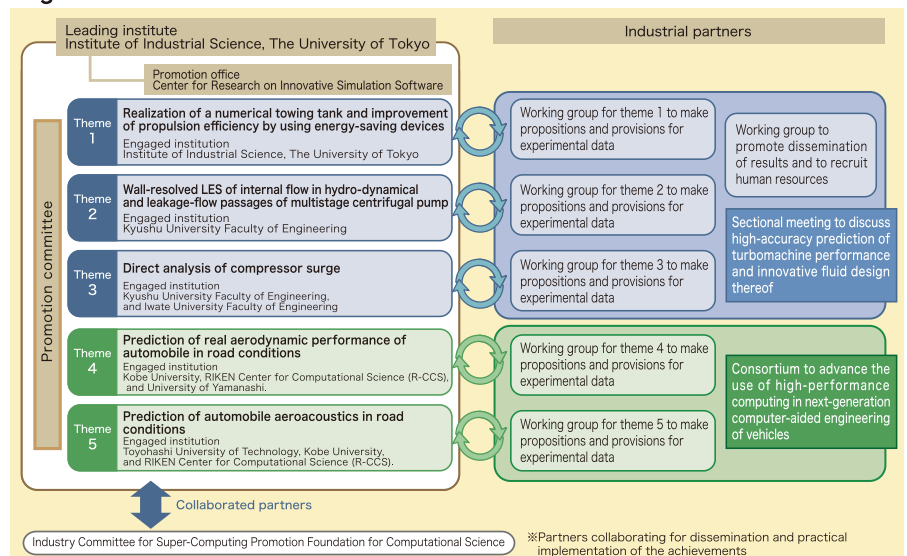 Leading institute
Institute of Industrial Science, The University of Tokyo
Promotion office
Center for Research on Innovative Simulation Software
Promotion committee
Theme
1
Realization of a numerical towing tank and improvement
of propulsion efficiency by using energy-saving devices
Engaged institution
Institute of Industrial Science, The University of Tokyo
Theme
2
Wall-resolved LES of internal flow in hydro-dynamical
and leakage-flow passages of multistage centrifugal pump
Engaged institution
Kyushu University Faculty of Engineering
Theme
3
Direct analysis of compressor surge
Engaged institution
Kyushu University Faculty of Engineering,
and Iwate University Faculty of Engineering
Theme
4
Prediction of real aerodynamic performance of
automobile in road conditions
Engaged institution
Kobe University, RIKEN Center for Computational Science (R-CCS),
and University of Yamanashi.
Theme
5
Prediction of automobile aeroacoustics in road
conditions
Engaged institution
Toyohashi University of Technology, Kobe University,
and RIKEN Center for Computational Science (R-CCS).
Industrial partners
Working group for theme 1 to make
propositions and provisions for
experimental data
Working group for theme 2 to make
propositions and provisions for
experimental data
Working group for theme 3 to make
propositions and provisions for
experimental data
Working group for theme 4 to make
propositions and provisions for
experimental data
Working group for theme 5 to make
propositions and provisions for
experimental data
Working group to
promote dissemination
of results and to recruit
human resources
Sectional meeting to discuss
high-accuracy prediction of
turbomachine performance
and innovative fluid design
thereof
Consortium to advance the
use of high-performance
computing in next-generation
computer-aided engineering
of vehicles
Collaborated partners
Industry Committee for Super-Computing Promotion Foundation for Computational Science
※Partners collaborating for dissemination and practical
implementation of the achievements